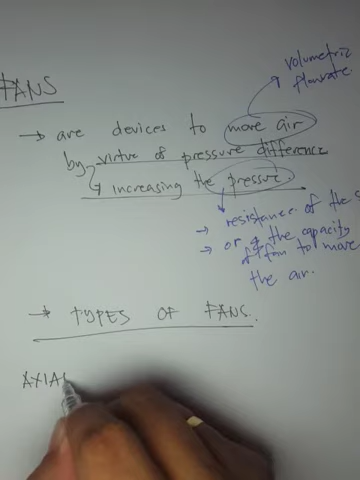 volumetric
flowrate
FANS
→ are devices to move air
by virtue of pressure difference
↳ increasing the pressure
→ resistance of the S
→ or the capacity
of fan to move
the air.
→ TYPES OF FANS.
AXIAL